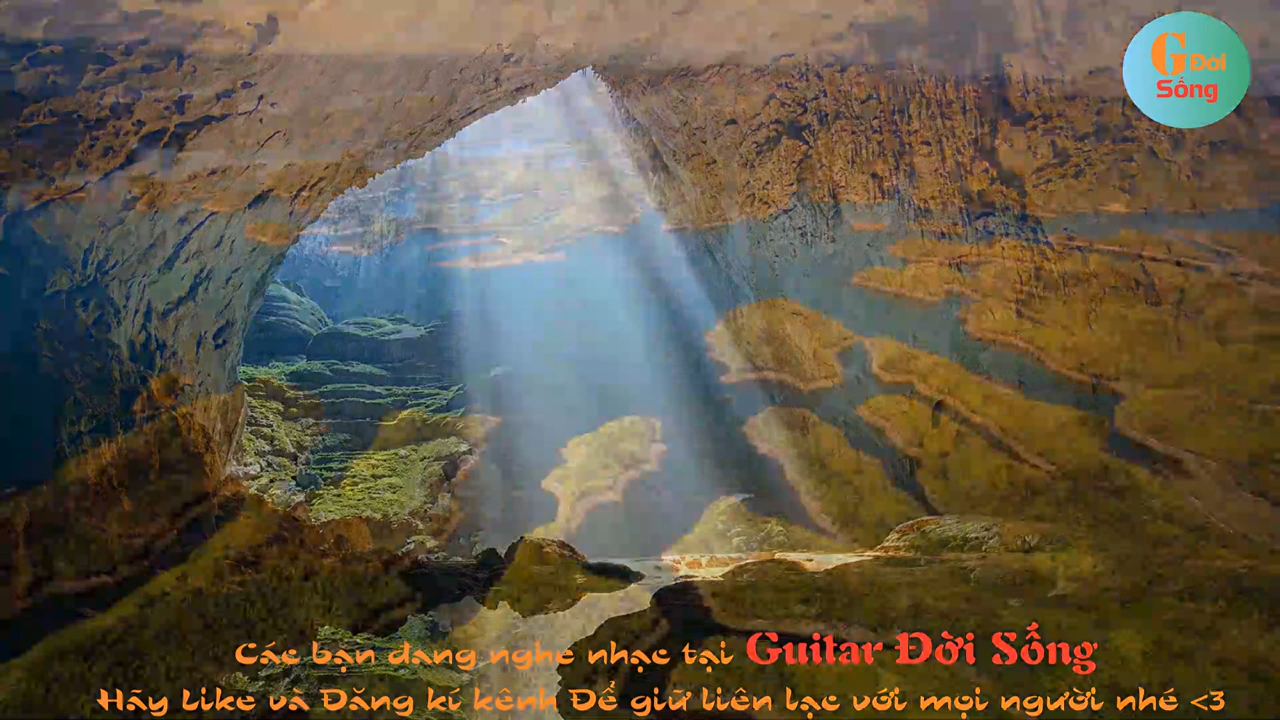 G Đời
Sống
Các bạn đang nghe nhạc tại Guitar Đời Sống
Hãy Like và Đăng kí kênh Để giữ liên lạc với mọi người nhé <3